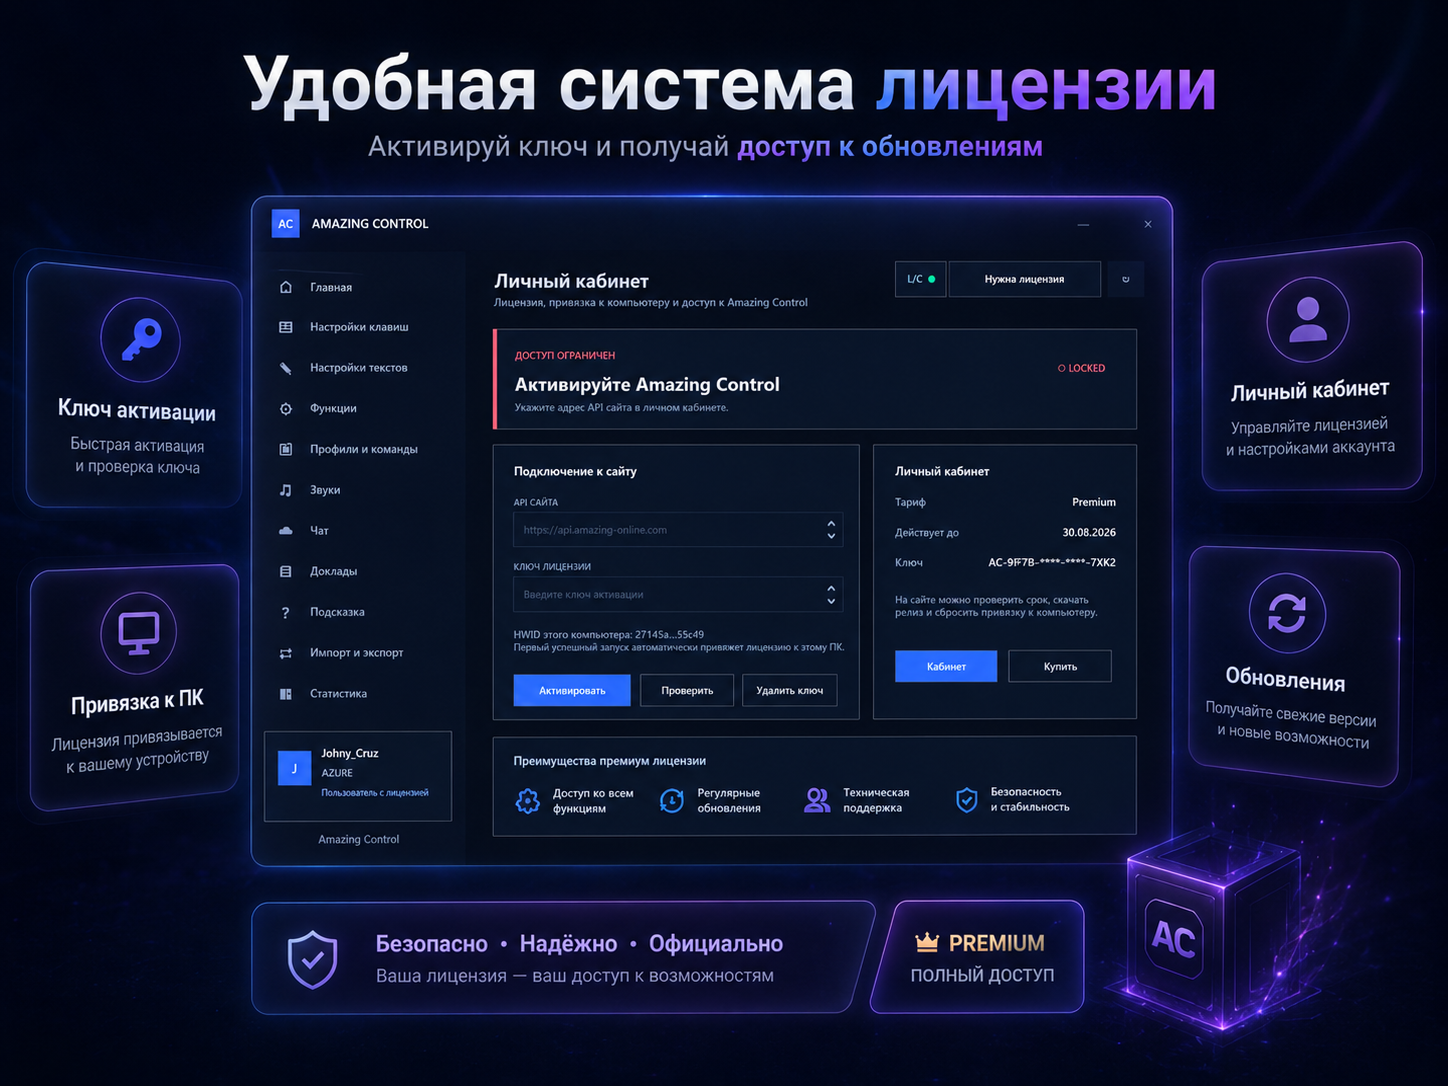 Удобная система лицензии
Активируй ключ и получай доступ к обновлениям
AC AMAZING CONTROL
Главная
Настройки клавиш
Настройки текстов
Функции
Профили и команды
Звуки
Чат
Доклады
Подсказка
Импорт и экспорт
Статистика
J
Johny_Cruz
AZURE
Пользователь с лицензией
Amazing Control
Личный кабинет
Лицензия, привязка к компьютеру и доступ к Amazing Control
L/C
Нужна лицензия
ДОСТУП ОГРАНИЧЕН
Активируйте Amazing Control
Укажите адрес API сайта в личном кабинете.
LOCKED
Подключение к сайту
API САЙТА
https://api.amazing-online.com
КЛЮЧ ЛИЦЕНЗИИ
Введите ключ активации
HWID этого компьютера: 27145a...55c49
Первый успешный запуск автоматически привяжет лицензию к этому ПК.
Активировать
Проверить
Удалить ключ
Личный кабинет
Тариф Premium
Действует до 30.08.2026
Ключ AC-9F7B-****-****-7XK2
На сайте можно проверить срок, скачать
релиз и сбросить привязку к компьютеру.
Кабинет
Купить
Преимущества премиум лицензии
Доступ ко всем
функциям
Регулярные
обновления
Техническая
поддержка
Безопасность
и стабильность
Ключ активации
Быстрая активация
и проверка ключа
Привязка к ПК
Лицензия привязывается
к вашему устройству
Личный кабинет
Управляйте лицензией
и настройками аккаунта
Обновления
Получайте свежие версии
и новые возможности
Безопасно • Надёжно • Официально
Ваша лицензия — ваш доступ к возможностям
PREMIUM
ПОЛНЫЙ ДОСТУП
AC